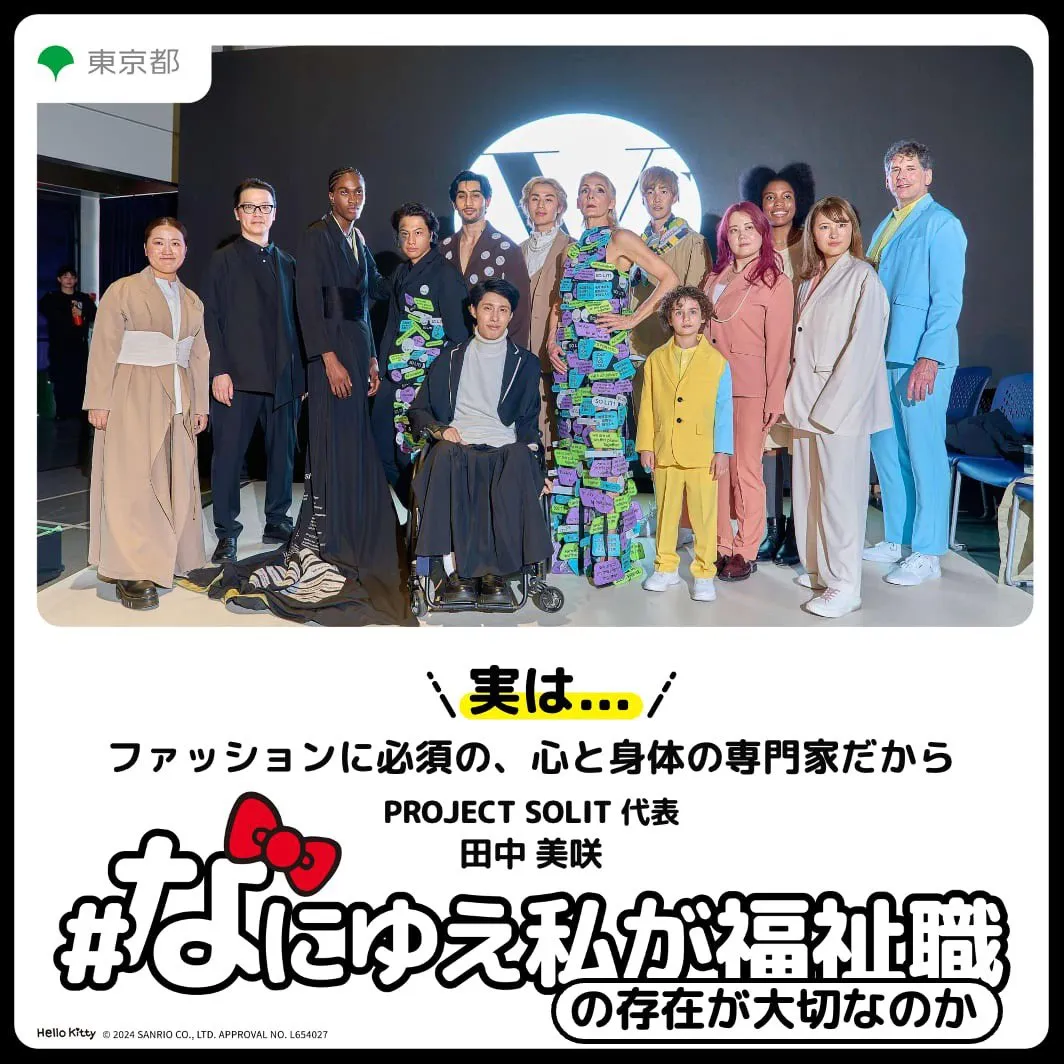 東京都
実は...
ファッションに必須の、心と身体の専門家だから
PROJECT SOLIT 代表
田中 美咲
#なにゆえ私が福祉職
の存在が大切なのか
Hello Kitty © 2024 SANRIO CO., LTD. APPROVAL NO. L654027